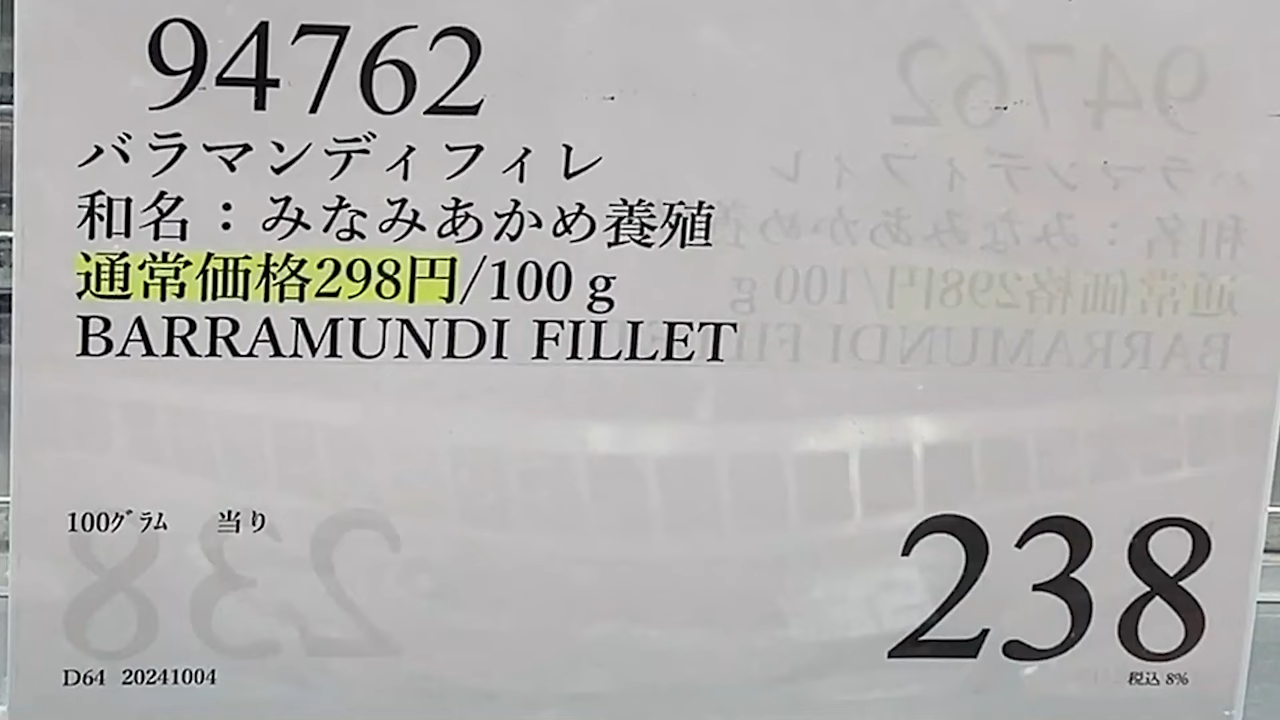 94762
バラマンディフィレ
和名：みなみあかめ養殖
通常価格298円/100ｇ
BARRAMUNDI FILLET
100ｸﾞﾗﾑ 当り
238
税込 8%
D64 20241004